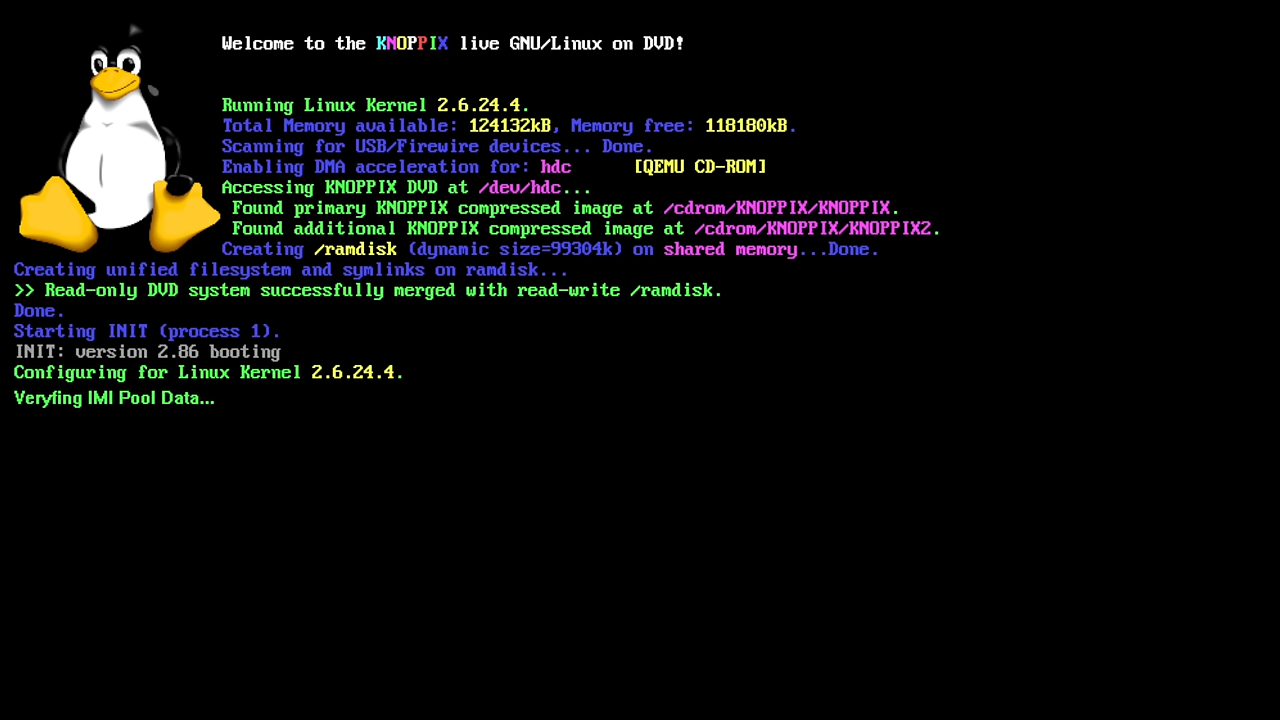 Welcome to the KNOPPIX live GNU/Linux on DVD!
Running Linux Kernel 2.6.24.4.
Total Memory available: 124132kB, Memory free: 118180kB.
Scanning for USB/Firewire devices... Done.
Enabling DMA acceleration for: hdc [QEMU CD-ROM]
Accessing KNOPPIX DVD at /dev/hdc...
Found primary KNOPPIX compressed image at /cdrom/KNOPPIX/KNOPPIX.
Found additional KNOPPIX compressed image at /cdrom/KNOPPIX/KNOPPIX2.
Creating /ramdisk (dynamic size=99304k) on shared memory...Done.
Creating unified filesystem and symlinks on ramdisk...
>> Read-only DVD system successfully merged with read-write /ramdisk.
Done.
Starting INIT (process 1).
INIT: version 2.86 booting
Configuring for Linux Kernel 2.6.24.4.
Veryfing IMI Pool Data...